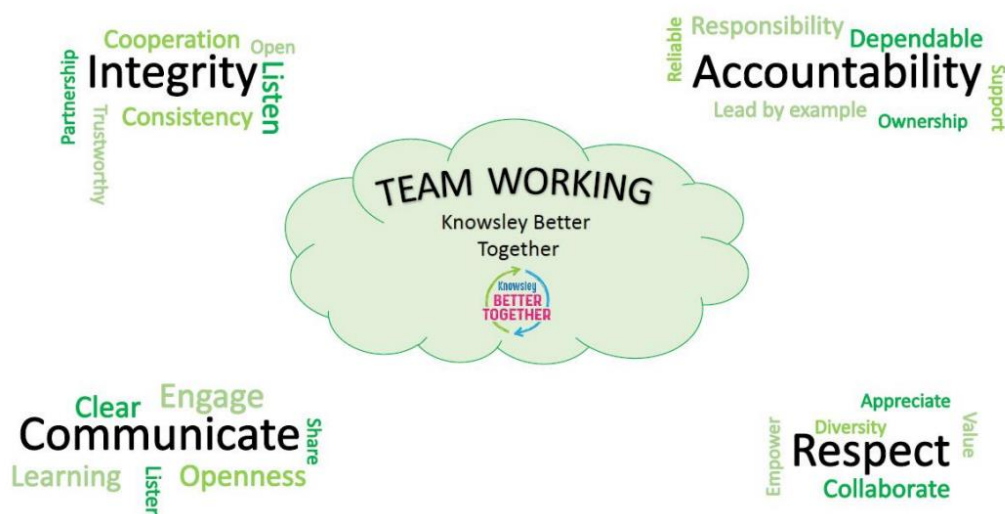 Cooperation
Open
Integrity
Listen
Partnership
Consistency
Trustworthy
Responsibility
Reliable
Dependable
Accountability
Support
Lead by example
Ownership
TEAM WORKING
Knowsley Better
Together
Knowsley
BETTER
TOGETHER
Engage
Clear
Communicate
Share
Learning
Listen
Openness
Appreciate
Value
Diversity
Empower
Respect
Collaborate